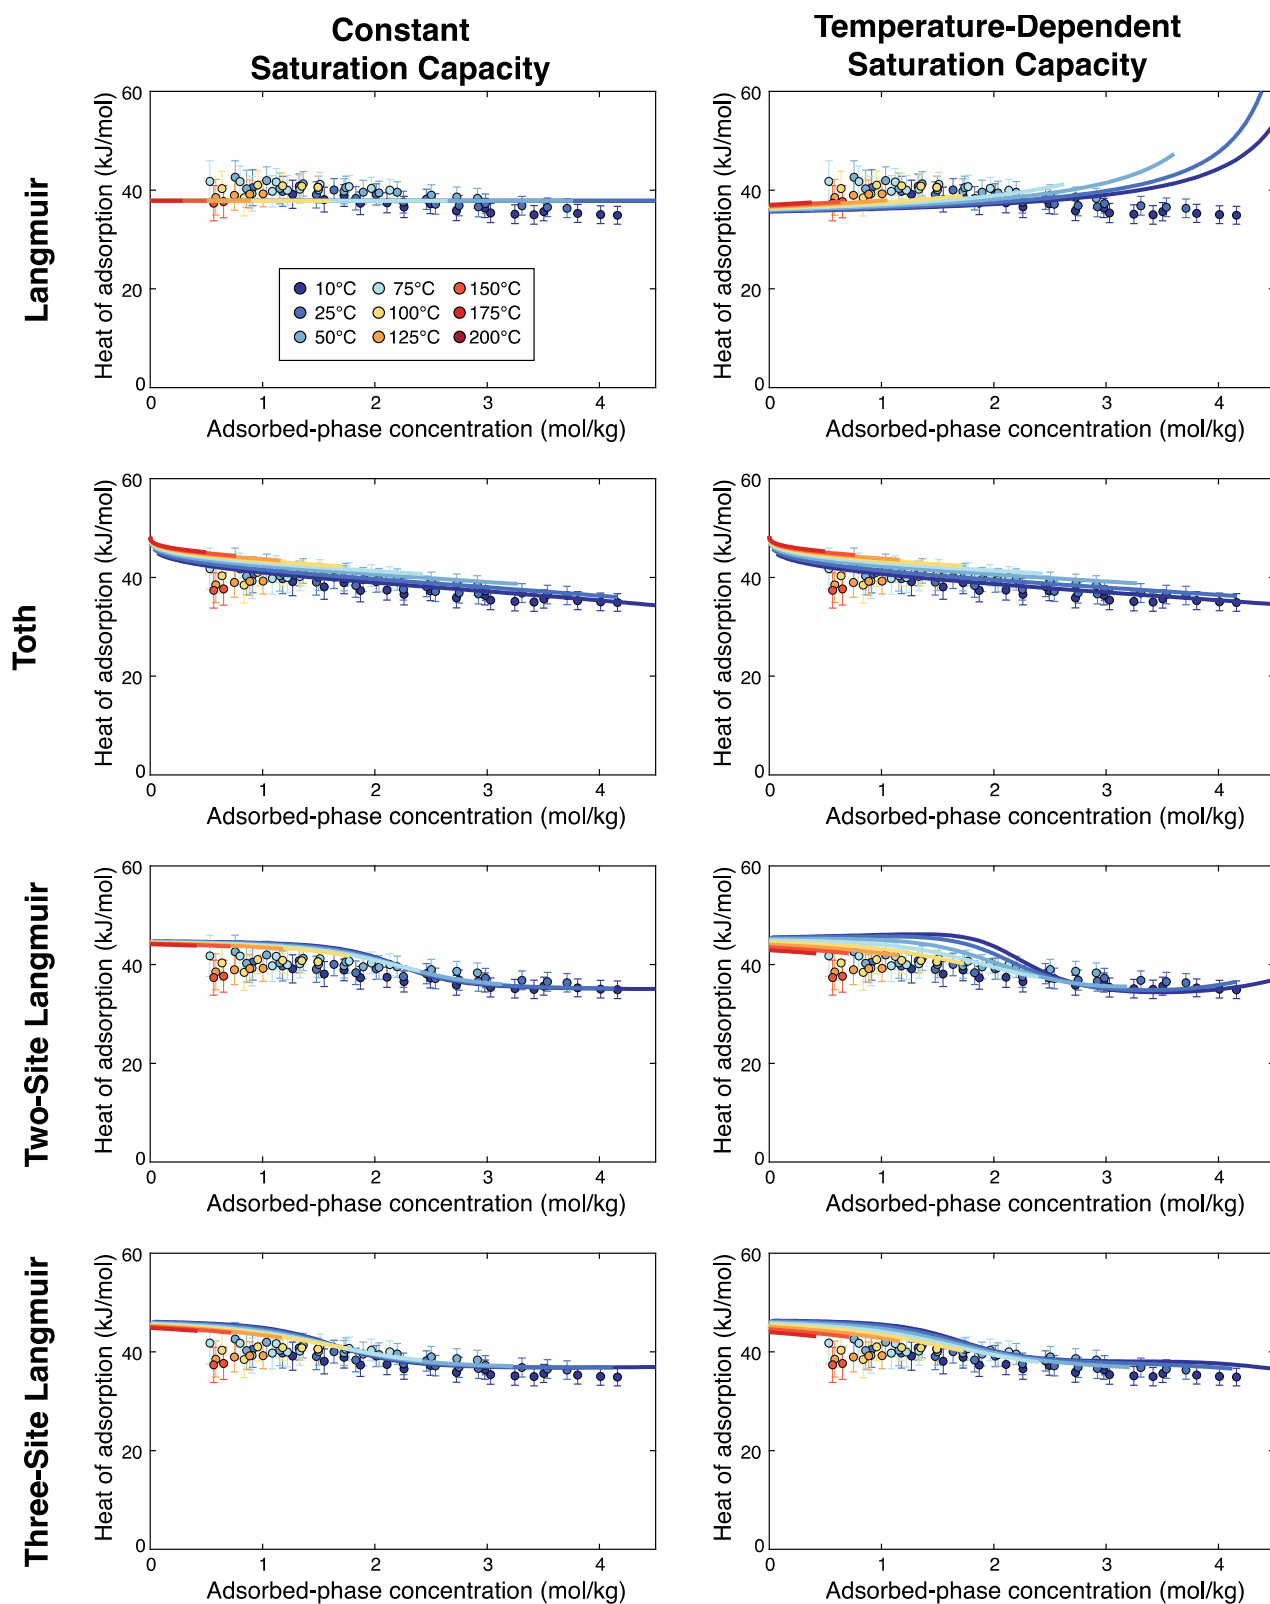 Constant
Saturation Capacity
Temperature-Dependent
Saturation Capacity
Langmuir
Heat of adsorption (kJ/mol)
60
40
20
0
10°C
75°C
150°C
25°C
100°C
175°C
50°C
125°C
200°C
0 1 2 3 4
Adsorbed-phase concentration (mol/kg)
Heat of adsorption (kJ/mol)
60
40
20
0
0 1 2 3 4
Adsorbed-phase concentration (mol/kg)
Toth
Heat of adsorption (kJ/mol)
60
40
20
0
0 1 2 3 4
Adsorbed-phase concentration (mol/kg)
Heat of adsorption (kJ/mol)
60
40
20
0
0 1 2 3 4
Adsorbed-phase concentration (mol/kg)
Two-Site Langmuir
Heat of adsorption (kJ/mol)
60
40
20
0
0 1 2 3 4
Adsorbed-phase concentration (mol/kg)
Heat of adsorption (kJ/mol)
60
40
20
0
0 1 2 3 4
Adsorbed-phase concentration (mol/kg)
Three-Site Langmuir
Heat of adsorption (kJ/mol)
60
40
20
0
0 1 2 3 4
Adsorbed-phase concentration (mol/kg)
Heat of adsorption (kJ/mol)
60
40
20
0
0 1 2 3 4
Adsorbed-phase concentration (mol/kg)